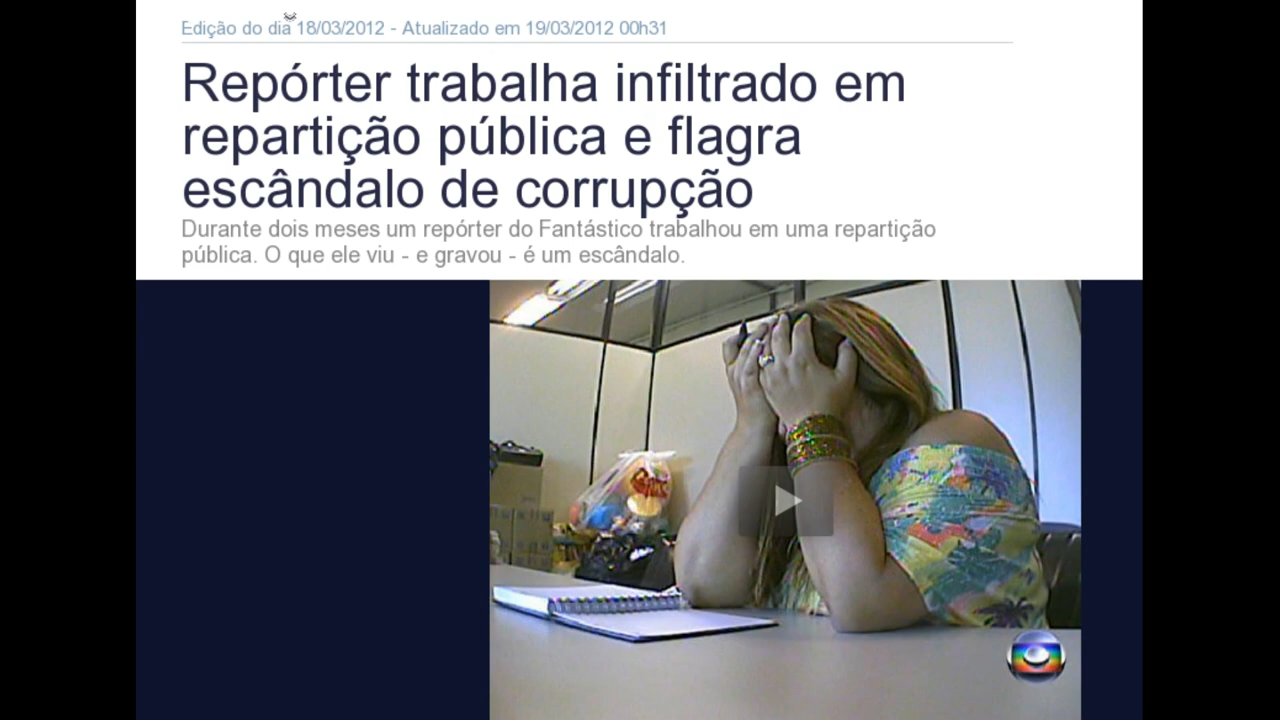 Edição do dia 18/03/2012 - Atualizado em 19/03/2012 00h31
Repórter trabalha infiltrado em
repartição pública e flagra
escândalo de corrupção
Durante dois meses um repórter do Fantástico trabalhou em uma repartição
pública. O que ele viu - e gravou - é um escândalo.